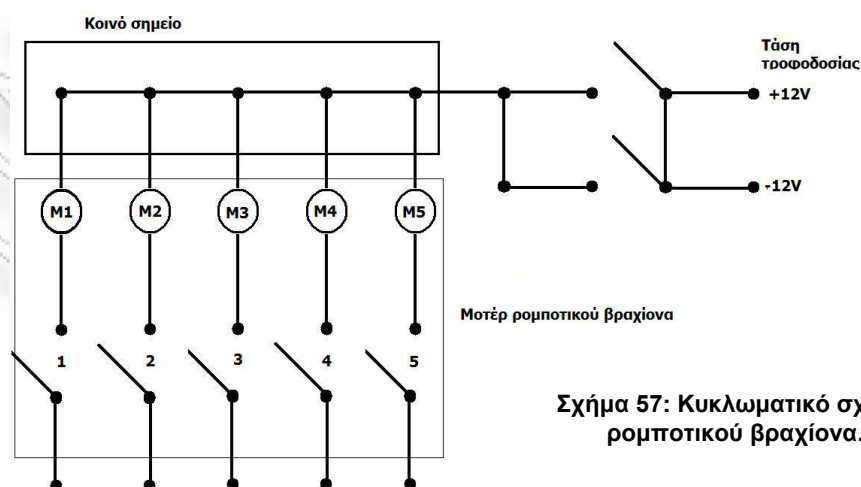 Κοινό σημείο
Τάση
τροφοδοσίας
+12V
-12V
M1 M2 M3 M4 M5
Μοτέρ ρομποτικού βραχίονα
1 2 3 4 5
Σχήμα 57: Κυκλωματικό
ρομποτικού βραχίονα.